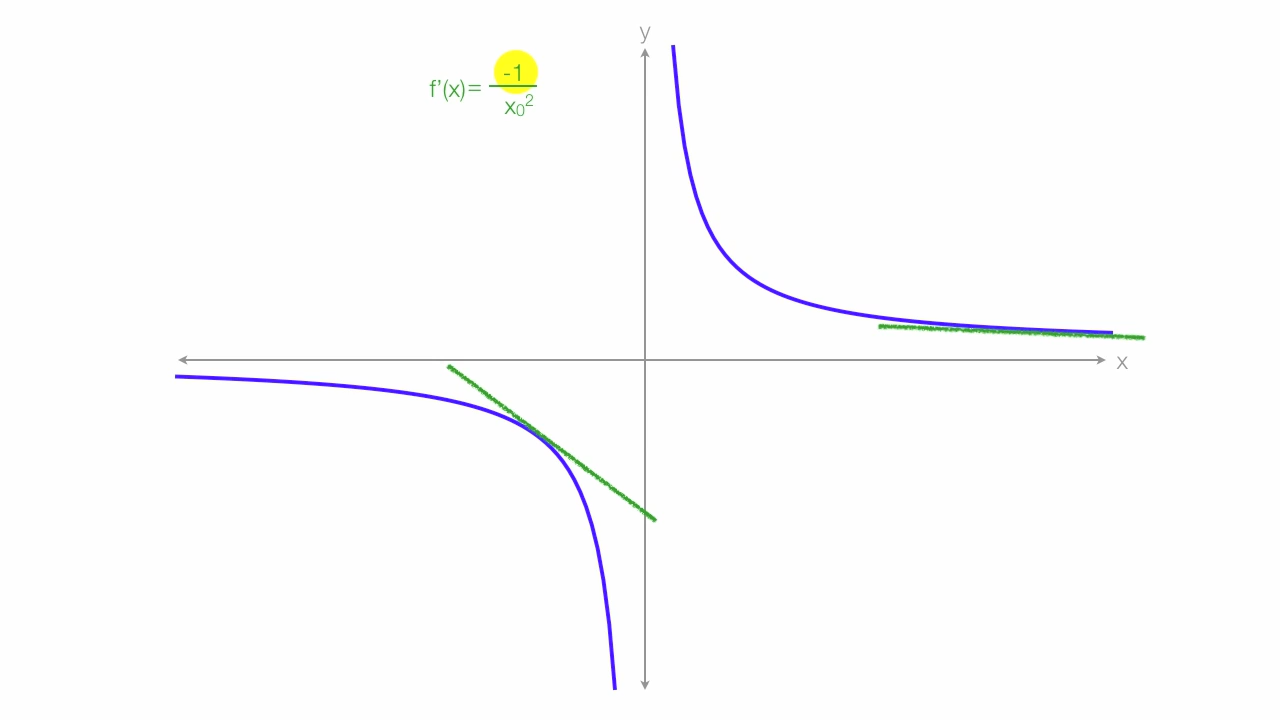 y
f'(x)= -1
x₀²
x